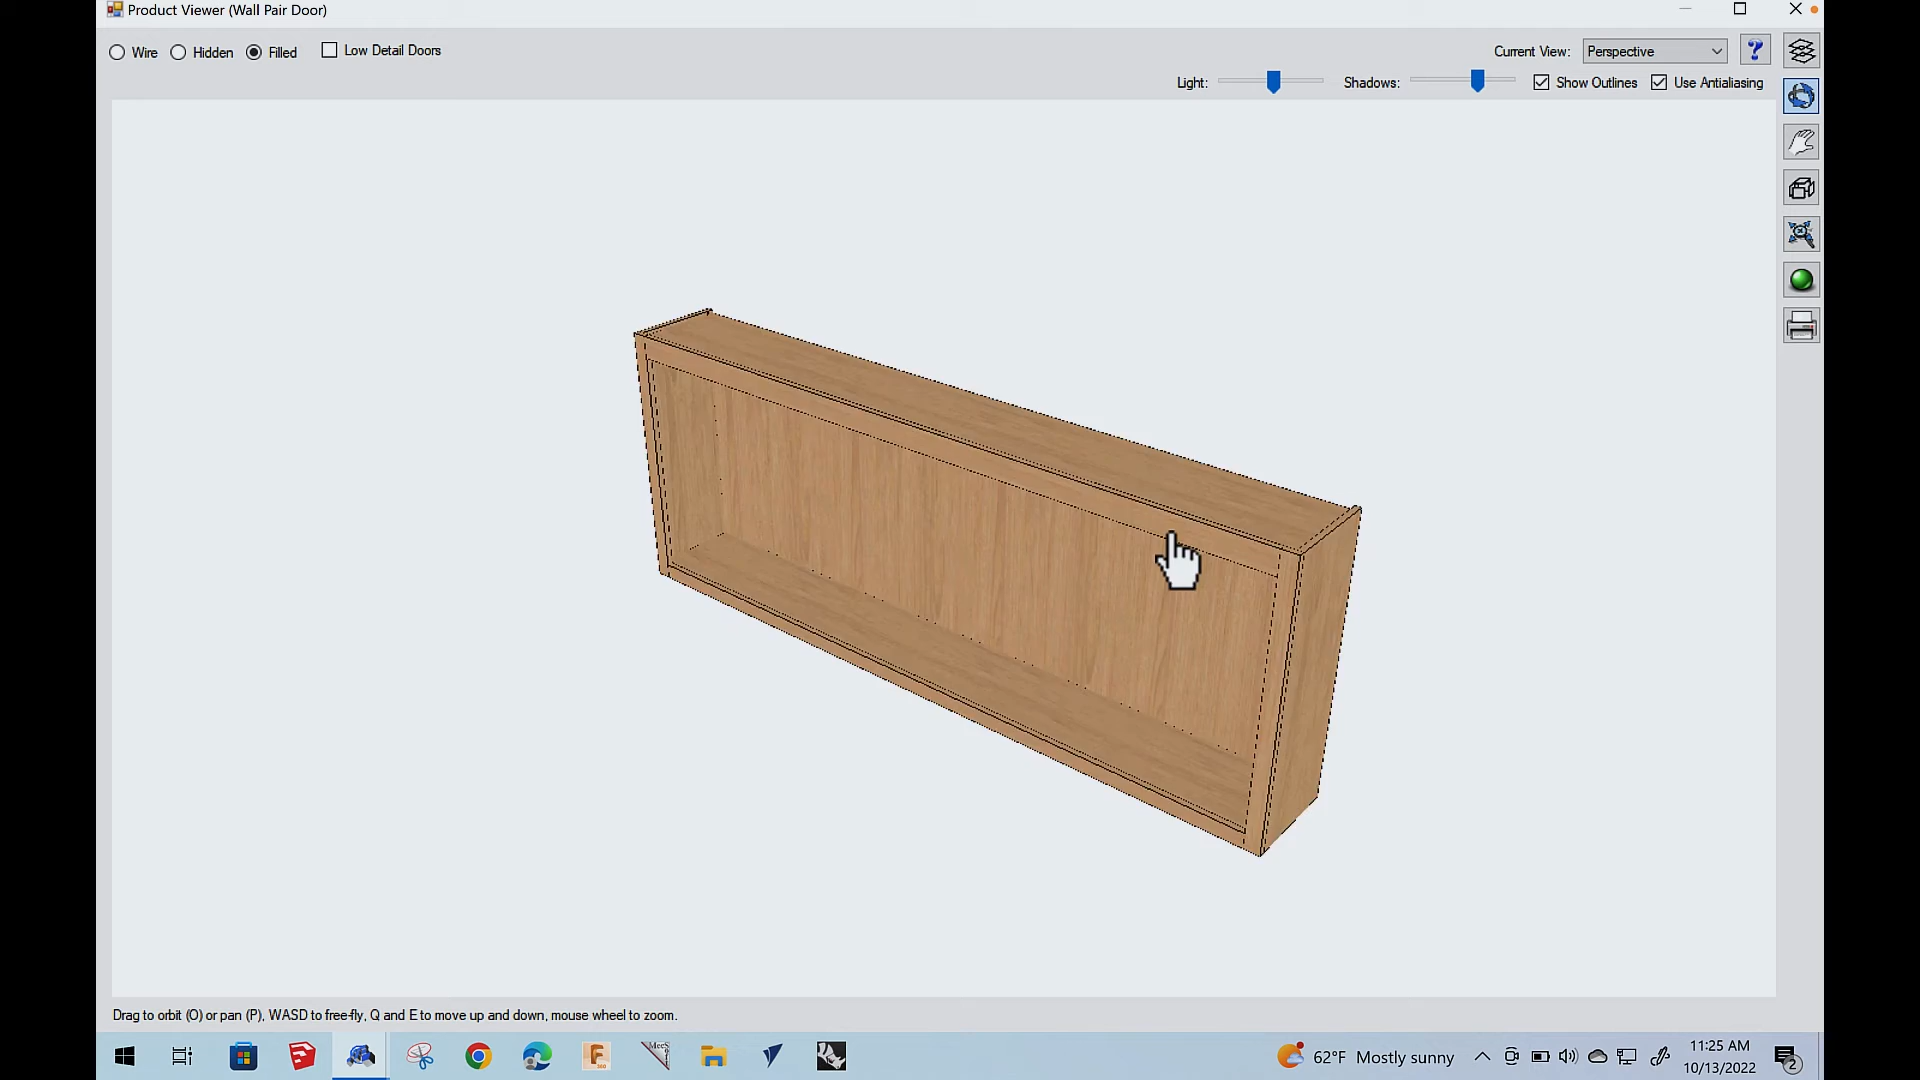 Product Viewer (Wall Pair Door)
Wire Hidden Filled Low Detail Doors
Current View: Perspective ?
Light: Shadows: Show Outlines Use Antialiasing
Drag to orbit (O) or pan (P), WASD to free-fly, Q and E to move up and down, mouse wheel to zoom.
62°F Mostly sunny
11:25 AM
10/13/2022
2